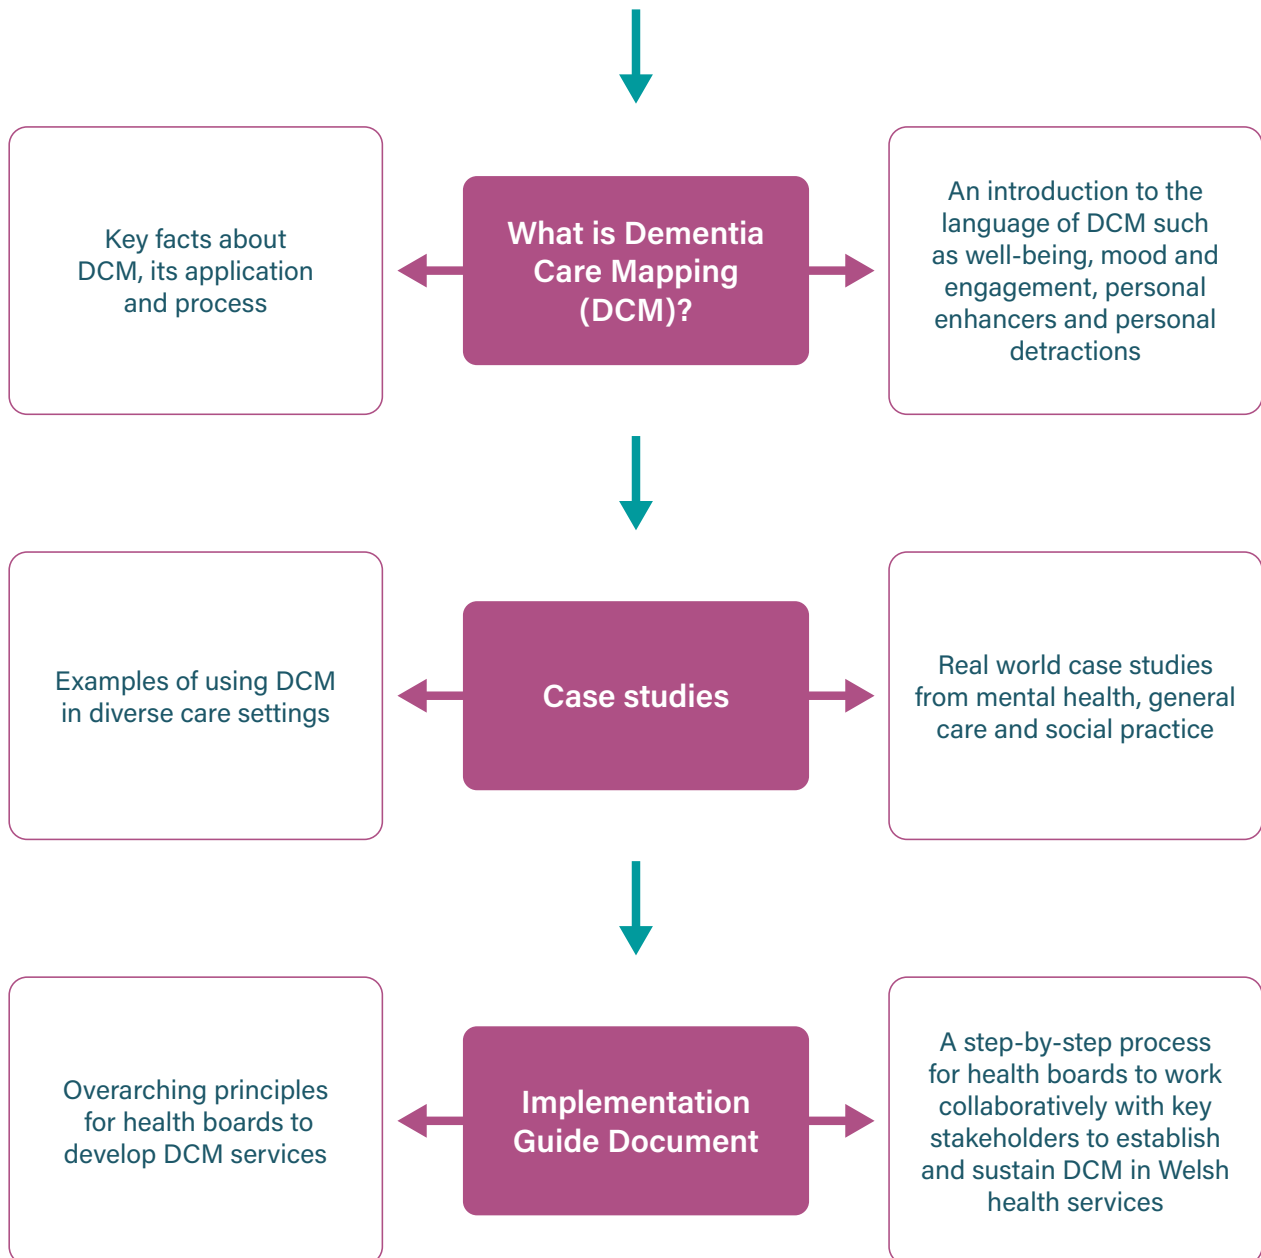 Key facts about
DCM, its application
and process
What is Dementia
Care Mapping
(DCM)?
An introduction to the
language of DCM such
as well-being, mood and
engagement, personal
enhancers and personal
detractions
Examples of using DCM
in diverse care settings
Case studies
Real world case studies
from mental health, general
care and social practice
Overarching principles
for health boards to
develop DCM services
Implementation
Guide Document
A step-by-step process
for health boards to work
collaboratively with key
stakeholders to establish
and sustain DCM in Welsh
health services